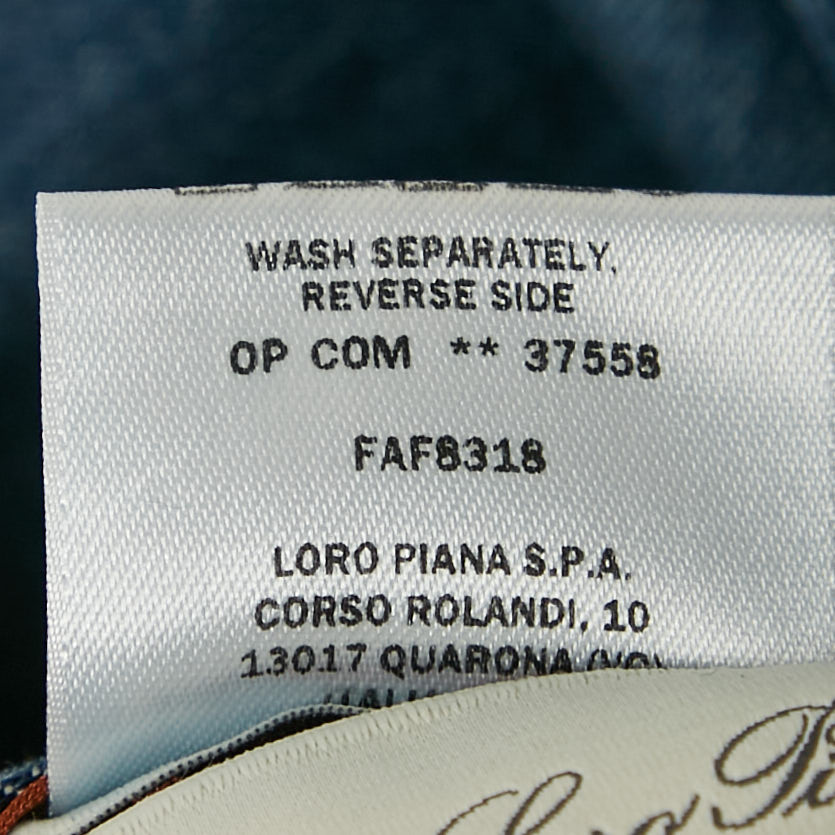 WASH SEPARATELY,
REVERSE SIDE
OP COM ** 37558
FAF8318
LORO PIANA S.P.A.
CORSO ROLANDI, 10
13017 QUARONA